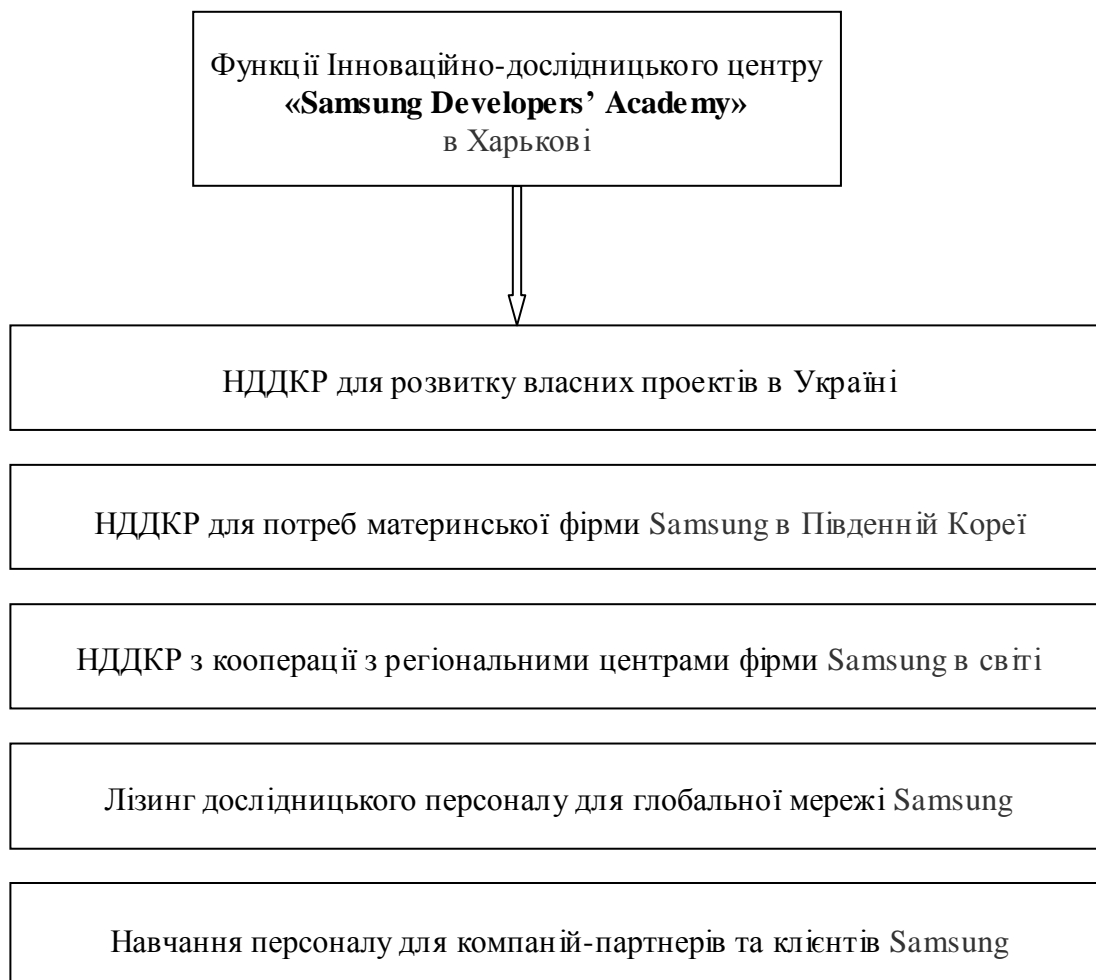 Функції Інноваційно-дослідницького центру
«Samsung Developers’ Academy»
в Харькові
НДДКР для розвитку власних проектів в Україні
НДДКР для потреб материнської фірми Samsung в Південній Кореї
НДДКР з кооперації з регіональними центрами фірми Samsung в світі
Лізинг дослідницького персоналу для глобальної мережі Samsung
Навчання персоналу для компаній-партнерів та клієнтів Samsung